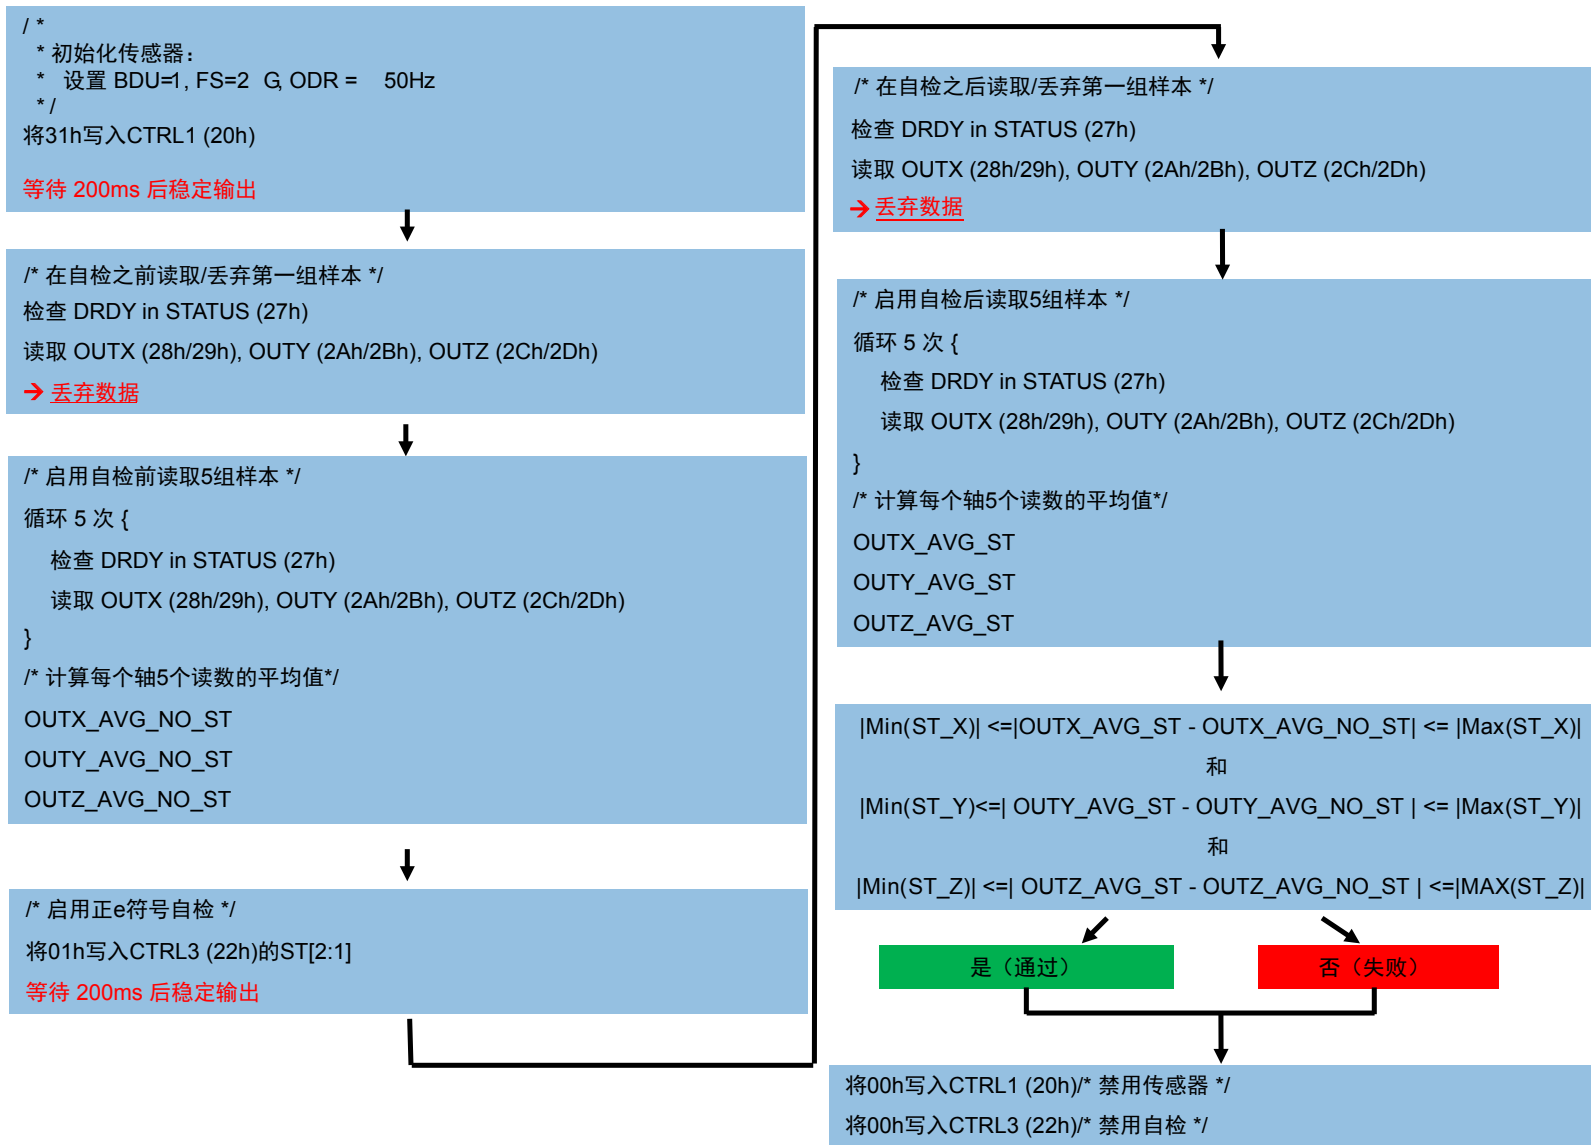 / *
* 初始化传感器：
* 设置 BDU=1, FS=2 G, ODR = 50Hz
* /
将31h写入CTRL1 (20h)
等待 200ms 后稳定输出
/* 在自检之前读取/丢弃第一组样本 */
检查 DRDY in STATUS (27h)
读取 OUTX (28h/29h), OUTY (2Ah/2Bh), OUTZ (2Ch/2Dh)
→ 丢弃数据
/* 启用自检前读取5组样本 */
循环 5 次 {
检查 DRDY in STATUS (27h)
读取 OUTX (28h/29h), OUTY (2Ah/2Bh), OUTZ (2Ch/2Dh)
}
/* 计算每个轴5个读数的平均值*/
OUTX_AVG_NO_ST
OUTY_AVG_NO_ST
OUTZ_AVG_NO_ST
/* 启用正e符号自检 */
将01h写入CTRL3 (22h)的ST[2:1]
等待 200ms 后稳定输出
/* 在自检之后读取/丢弃第一组样本 */
检查 DRDY in STATUS (27h)
读取 OUTX (28h/29h), OUTY (2Ah/2Bh), OUTZ (2Ch/2Dh)
→ 丢弃数据
/* 启用自检后读取5组样本 */
循环 5 次 {
检查 DRDY in STATUS (27h)
读取 OUTX (28h/29h), OUTY (2Ah/2Bh), OUTZ (2Ch/2Dh)
}
/* 计算每个轴5个读数的平均值*/
OUTX_AVG_ST
OUTY_AVG_ST
OUTZ_AVG_ST
|Min(ST_X)| <=|OUTX_AVG_ST - OUTX_AVG_NO_ST| <= |Max(ST_X)|
和
|Min(ST_Y)<=| OUTY_AVG_ST - OUTY_AVG_NO_ST | <= |Max(ST_Y)|
和
|Min(ST_Z)| <=| OUTZ_AVG_ST - OUTZ_AVG_NO_ST | <=|MAX(ST_Z)|
是（通过）
否（失败）
将00h写入CTRL1 (20h)/* 禁用传感器 */
将00h写入CTRL3 (22h)/* 禁用自检 */